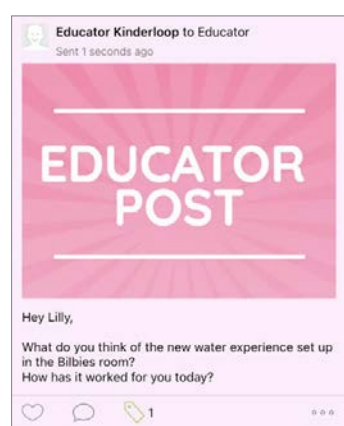 Educator Kinderloop to Educator
Sent 1 seconds ago
EDUCATOR
POST
Hey Lilly,
What do you think of the new water experience set up
in the Bilbies room?
How has it worked for you today?
1